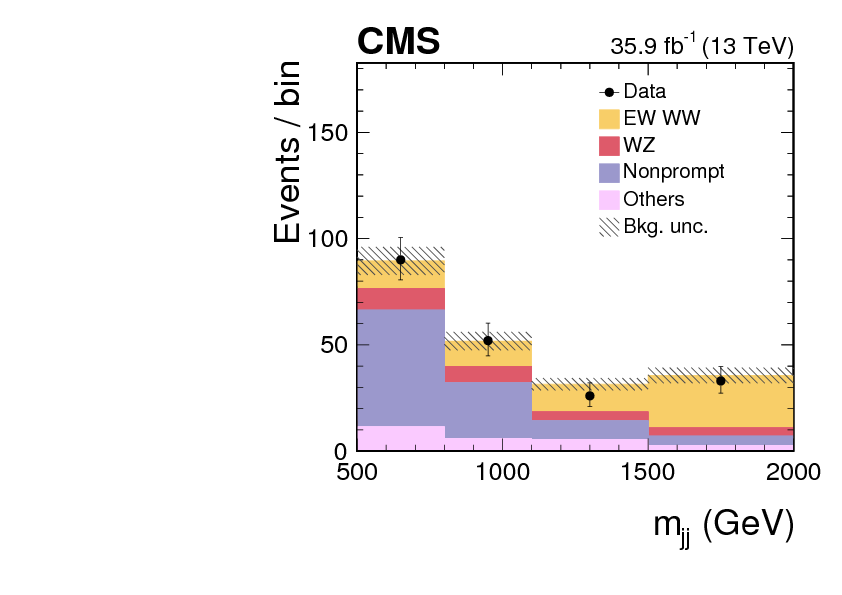 CMS
35.9 fb⁻¹ (13 TeV)
Events / bin
150
100
50
0
Data
EW WW
WZ
Nonprompt
Others
Bkg. unc.
500 1000 1500 2000
m_jj (GeV)